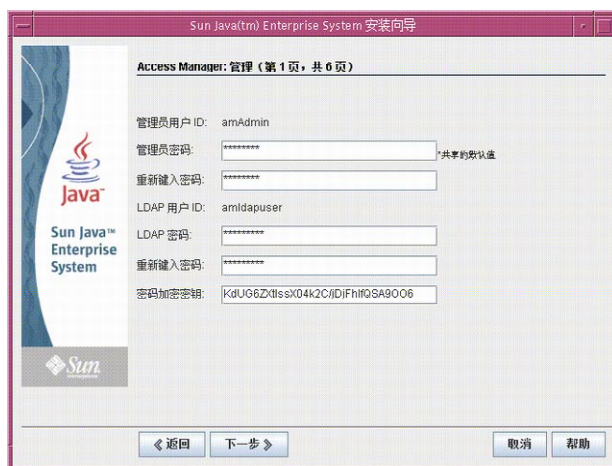 Sun Java(tm) Enterprise System 安装向导
Access Manager: 管理（第 1 页，共 6 页）
管理员用户 ID: amAdmin
管理员密码: ******** *共享的默认值
重新键入密码: ********
LDAP 用户 ID: amldapuser
LDAP 密码: *********
重新键入密码: *********
密码加密密钥:
Java™
Sun Java™
Enterprise
System
Sun
返回 下一步 取消 帮助